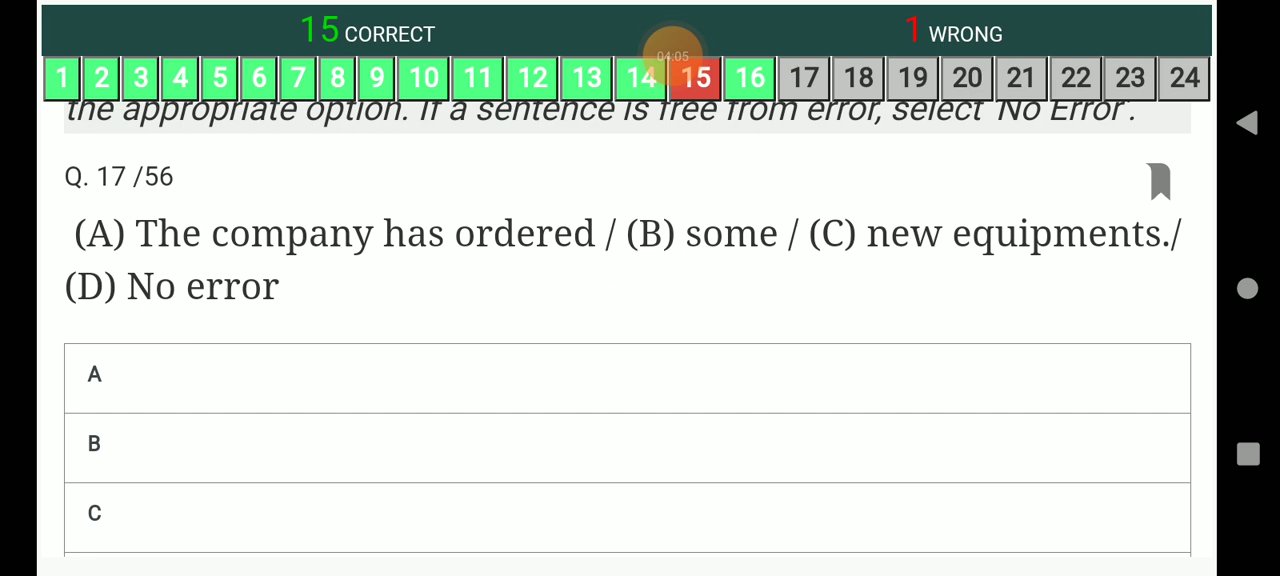 15 CORRECT 04:05 1 WRONG
1 2 3 4 5 6 7 8 9 10 11 12 13 14 15 16 17 18 19 20 21 22 23 24
the appropriate option. If a sentence is free from error, select 'No Error'.
Q. 17 /56
(A) The company has ordered / (B) some / (C) new equipments./
(D) No error
A
B
C